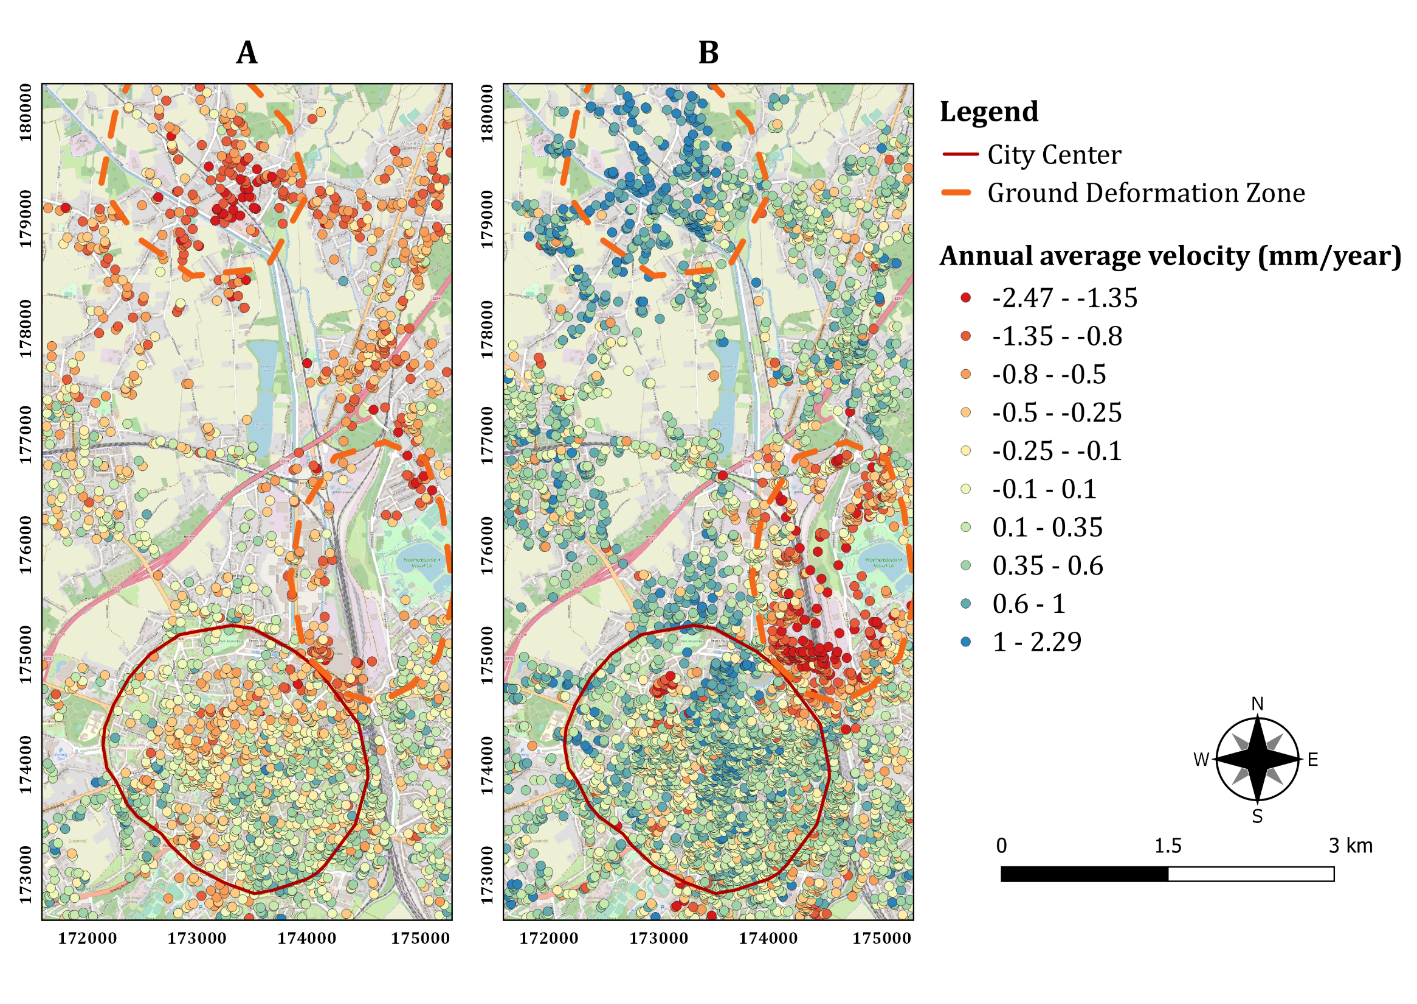 A
B
180000
179000
178000
177000
176000
175000
174000
173000
172000
173000
174000
175000
180000
179000
178000
177000
176000
175000
174000
173000
172000
173000
174000
175000
Legend
City Center
Ground Deformation Zone
Annual average velocity (mm/year)
-2.47 - -1.35
-1.35 - -0.8
-0.8 - -0.5
-0.5 - -0.25
-0.25 - -0.1
-0.1 - 0.1
0.1 - 0.35
0.35 - 0.6
0.6 - 1
1 - 2.29
N
W
E
S
0
1.5
3 km